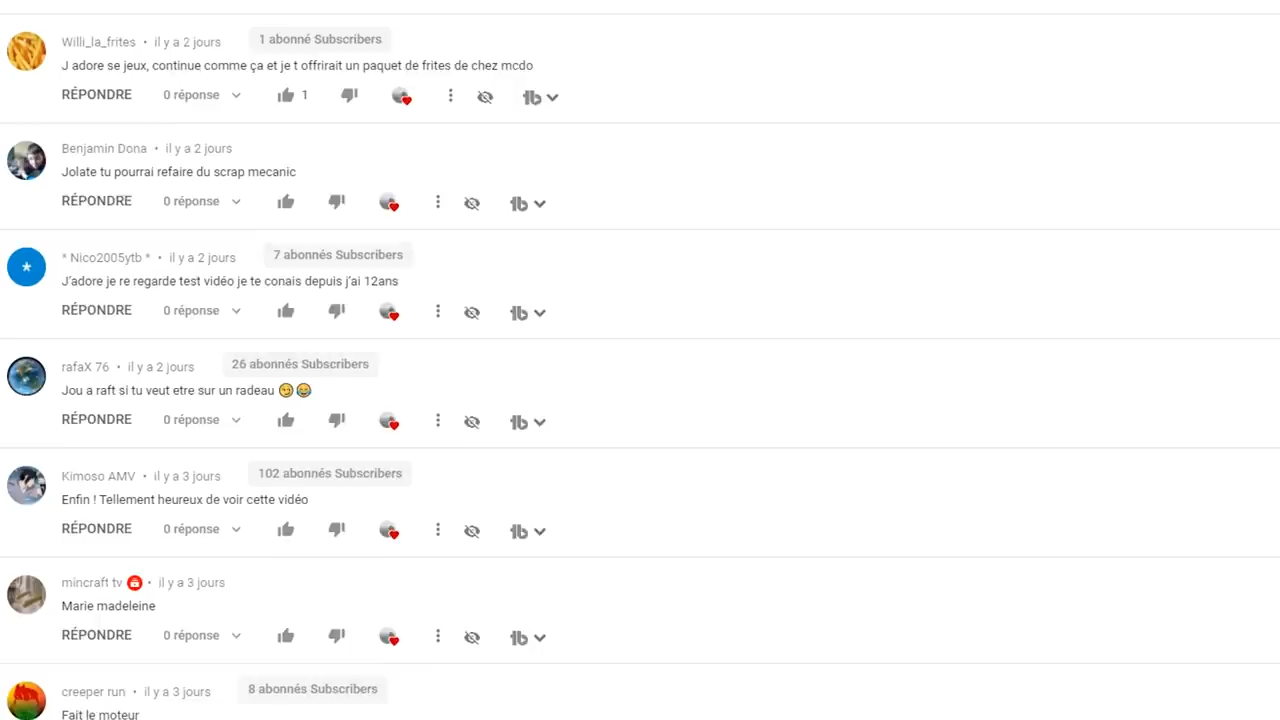 Willi_la_frites • il y a 2 jours 1 abonné Subscribers
J adore se jeux, continue comme ça et je t offrirait un paquet de frites de chez mcdo
RÉPONDRE 0 réponse 1
Benjamin Dona • il y a 2 jours
Jolate tu pourrai refaire du scrap mecanic
RÉPONDRE 0 réponse
* Nico2005ytb * • il y a 2 jours 7 abonnés Subscribers
J'adore je re regarde test vidéo je te conais depuis j'ai 12ans
RÉPONDRE 0 réponse
rafaX 76 • il y a 2 jours 26 abonnés Subscribers
Jou a raft si tu veut etre sur un radeau 😏😂
RÉPONDRE 0 réponse
Kimoso AMV • il y a 3 jours 102 abonnés Subscribers
Enfin ! Tellement heureux de voir cette vidéo
RÉPONDRE 0 réponse
mincraft tv • il y a 3 jours
Marie madeleine
RÉPONDRE 0 réponse
creeper run • il y a 3 jours 8 abonnés Subscribers
Fait le moteur